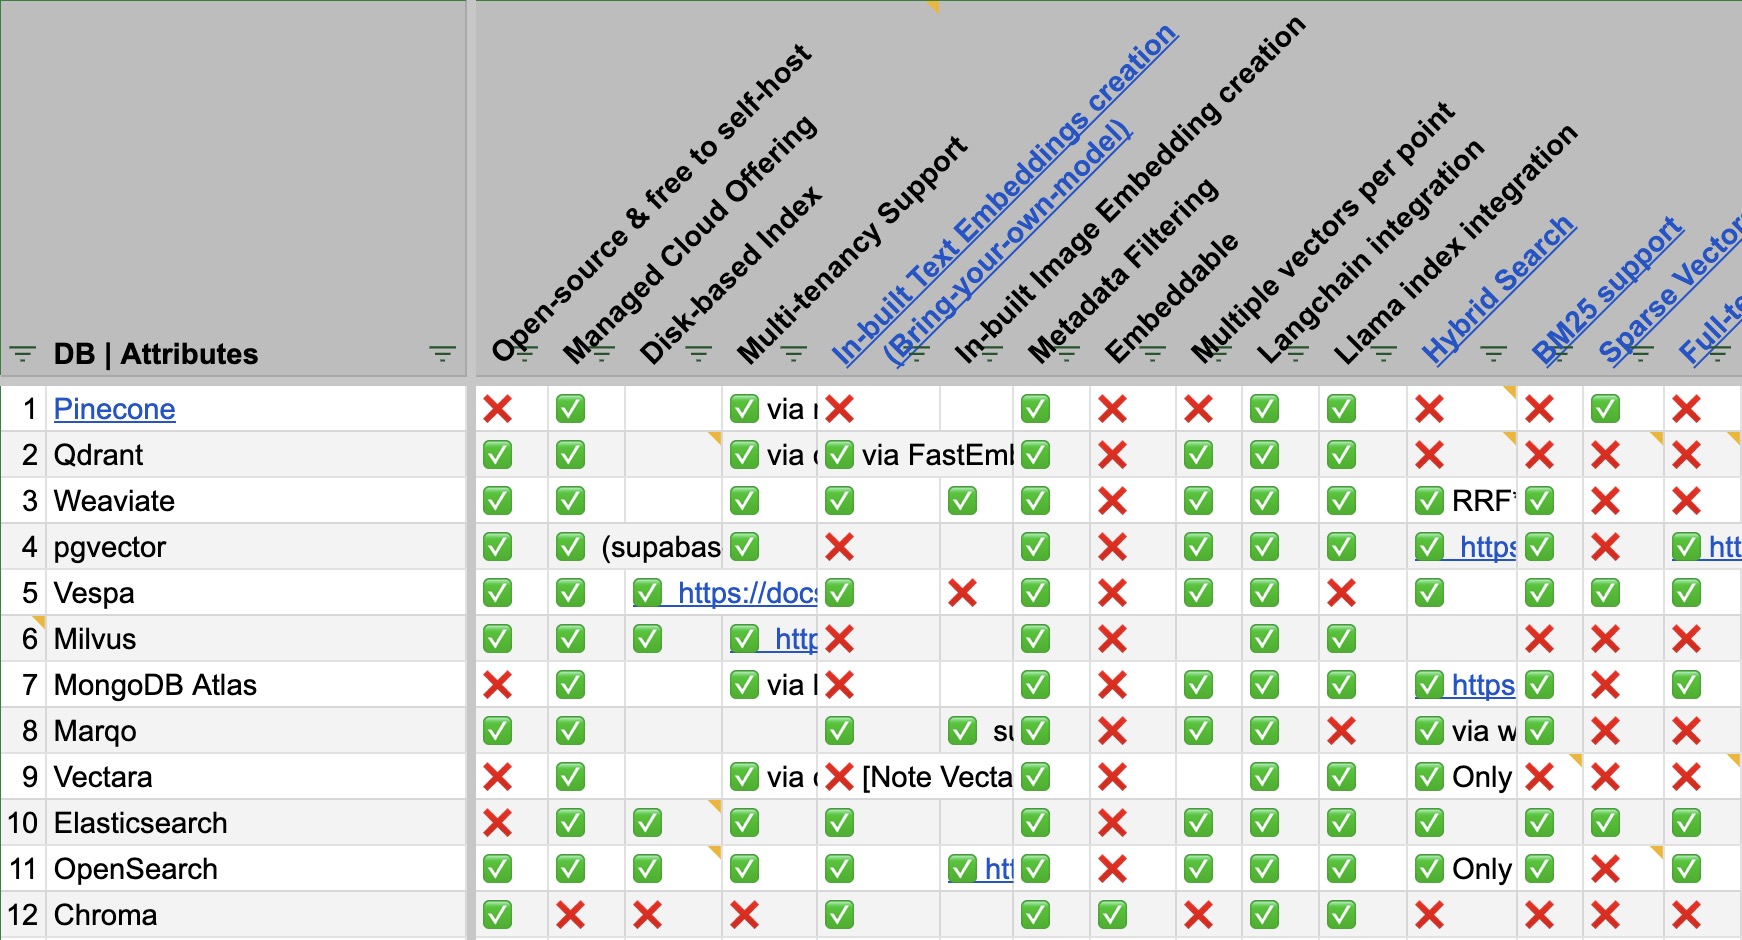 DB | Attributes
Open-source & free to self-host
Managed Cloud Offering
Disk-based Index
Multi-tenancy Support
In-built Text Embeddings creation
(Bring-your-own-model)
In-built Image Embedding creation
Metadata Filtering
Embeddable
Multiple vectors per point
Langchain integration
Llama index integration
Hybrid Search
BM25 support
Sparse Vector
Full-te
1 Pinecone ❌ ✅ ✅ via ❌ ✅ ❌ ❌ ✅ ✅ ❌ ❌ ✅ ❌
2 Qdrant ✅ ✅ ✅ via ✅ via FastEmb ✅ ❌ ✅ ✅ ✅ ❌ ❌ ❌ ❌
3 Weaviate ✅ ✅ ✅ ✅ ✅ ✅ ❌ ✅ ✅ ✅ ✅ RRF* ✅ ❌ ❌
4 pgvector ✅ ✅ (supabas ✅ ❌ ✅ ❌ ✅ ✅ ✅ ✅ https ✅ ❌ ✅ htt
5 Vespa ✅ ✅ ✅ https://docs ✅ ❌ ✅ ❌ ✅ ✅ ❌ ✅ ✅ ✅ ✅
6 Milvus ✅ ✅ ✅ ✅ http ❌ ✅ ❌ ✅ ✅ ❌ ❌ ❌
7 MongoDB Atlas ❌ ✅ ✅ via ❌ ✅ ❌ ✅ ✅ ✅ ✅ https ✅ ❌ ✅
8 Marqo ✅ ✅ ✅ ✅ su ✅ ❌ ✅ ✅ ❌ ✅ via w ✅ ❌ ❌
9 Vectara ❌ ✅ ✅ via ❌ [Note Vecta ✅ ❌ ✅ ✅ ✅ Only ❌ ❌ ❌
10 Elasticsearch ❌ ✅ ✅ ✅ ✅ ✅ ❌ ✅ ✅ ✅ ✅ ✅ ✅ ✅
11 OpenSearch ✅ ✅ ✅ ✅ ✅ ✅ htt ✅ ❌ ✅ ✅ ✅ ✅ Only ✅ ❌ ✅
12 Chroma ✅ ❌ ❌ ❌ ✅ ✅ ✅ ❌ ✅ ✅ ❌ ❌ ❌ ❌